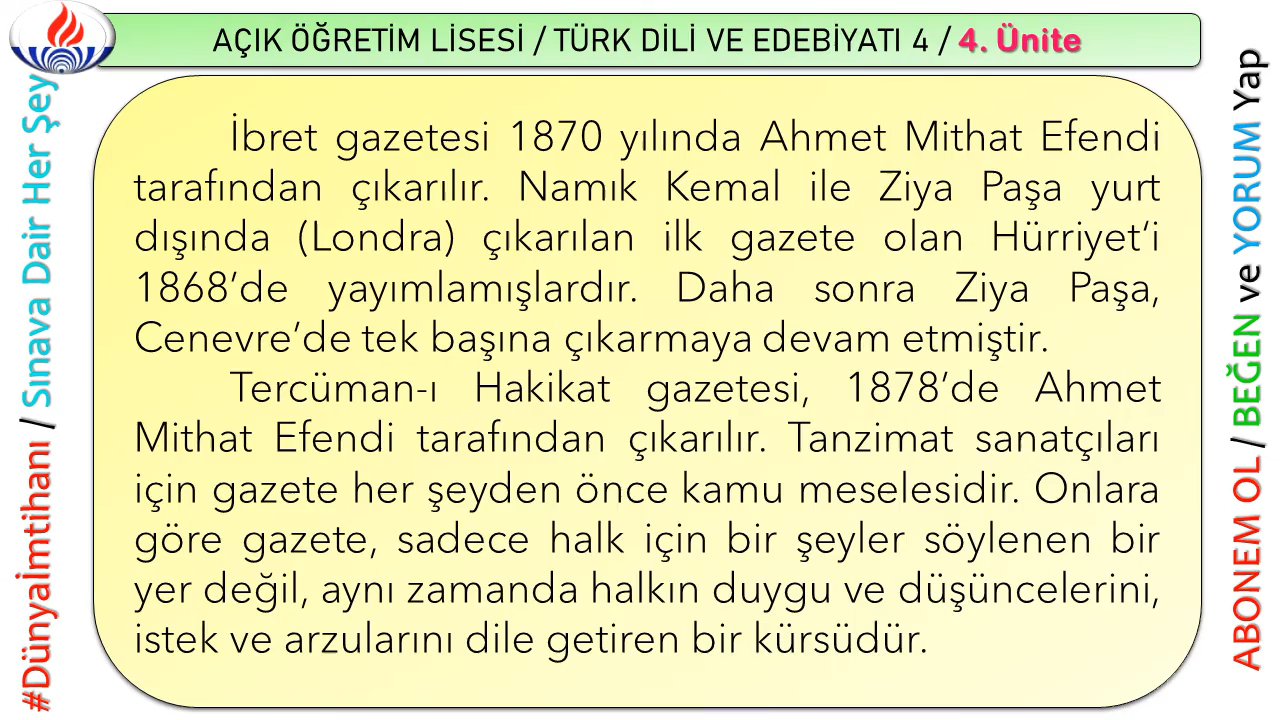 AÇIK ÖĞRETİM LİSESİ / TÜRK DİLİ VE EDEBİYATI 4 / 4. Ünite
#Dünyaİmtihanı / Sınava Dair Her Şey
İbret gazetesi 1870 yılında Ahmet Mithat Efendi
tarafından çıkarılır. Namık Kemal ile Ziya Paşa yurt
dışında (Londra) çıkarılan ilk gazete olan Hürriyet’i
1868’de yayımlamışlardır. Daha sonra Ziya Paşa,
Cenevre’de tek başına çıkarmaya devam etmiştir.
Tercüman-ı Hakikat gazetesi, 1878’de Ahmet
Mithat Efendi tarafından çıkarılır. Tanzimat sanatçıları
için gazete her şeyden önce kamu meselesidir. Onlara
göre gazete, sadece halk için bir şeyler söylenen bir
yer değil, aynı zamanda halkın duygu ve düşüncelerini,
istek ve arzularını dile getiren bir kürsüdür.
ABONEM OL / BEĞEN ve YORUM Yap